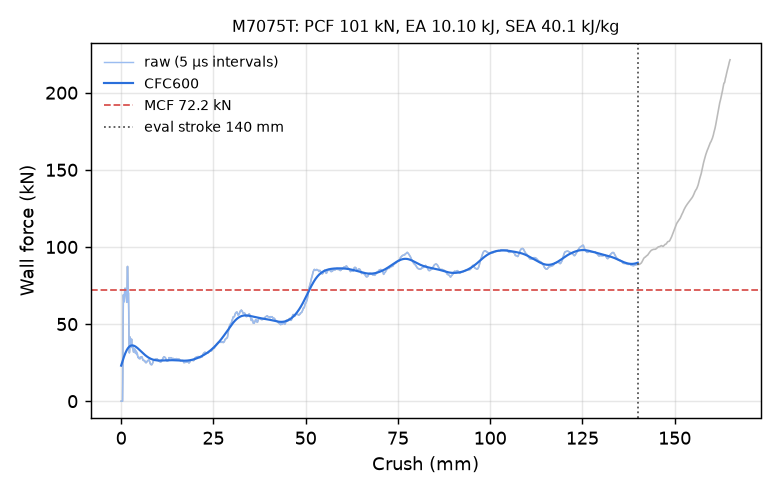 M7075T: PCF 101 kN, EA 10.10 kJ, SEA 40.1 kJ/kg
raw (5 µs intervals)
CFC600
MCF 72.2 kN
eval stroke 140 mm
Wall force (kN)
200
150
100
50
0
0 25 50 75 100 125 150
Crush (mm)